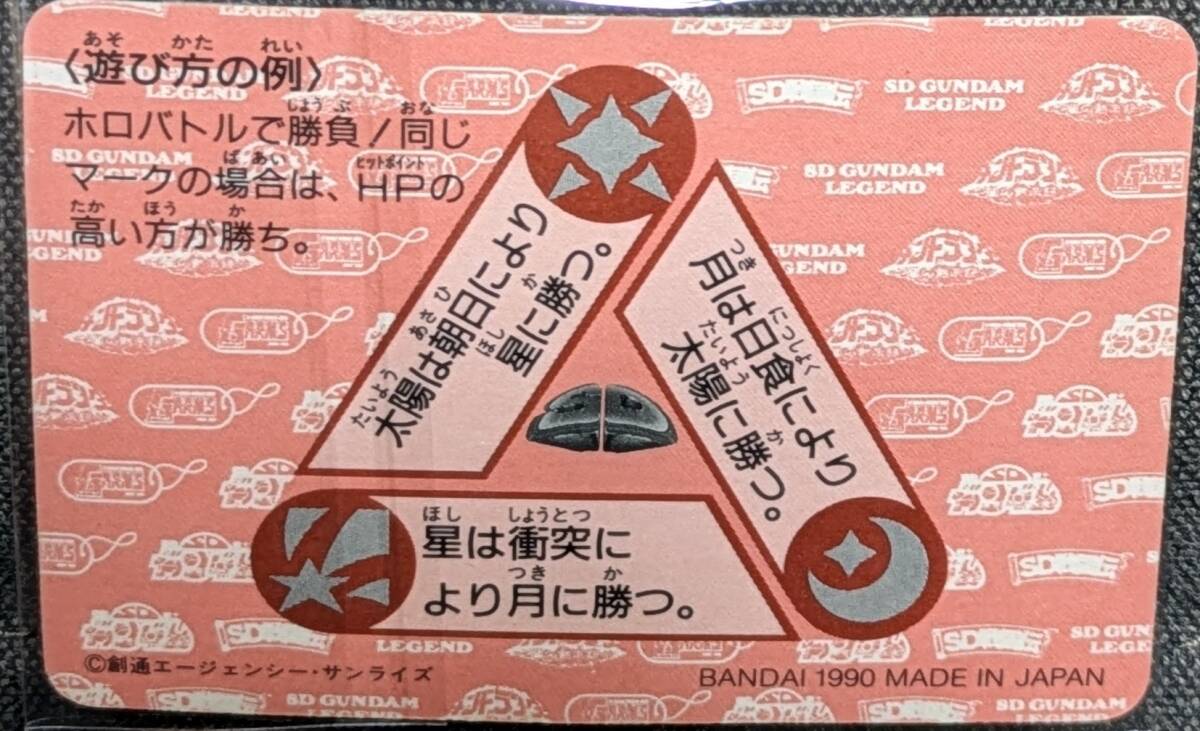 〈遊び方の例〉
ホロバトルで勝負！同じ
マークの場合は、HPの
高い方が勝ち。
太陽は朝日により
星に勝つ。
月は日食により
太陽に勝つ。
星は衝突に
より月に勝つ。
©創通エージェンシー・サンライズ
BANDAI 1990 MADE IN JAPAN
SD GUNDAM
LEGEND